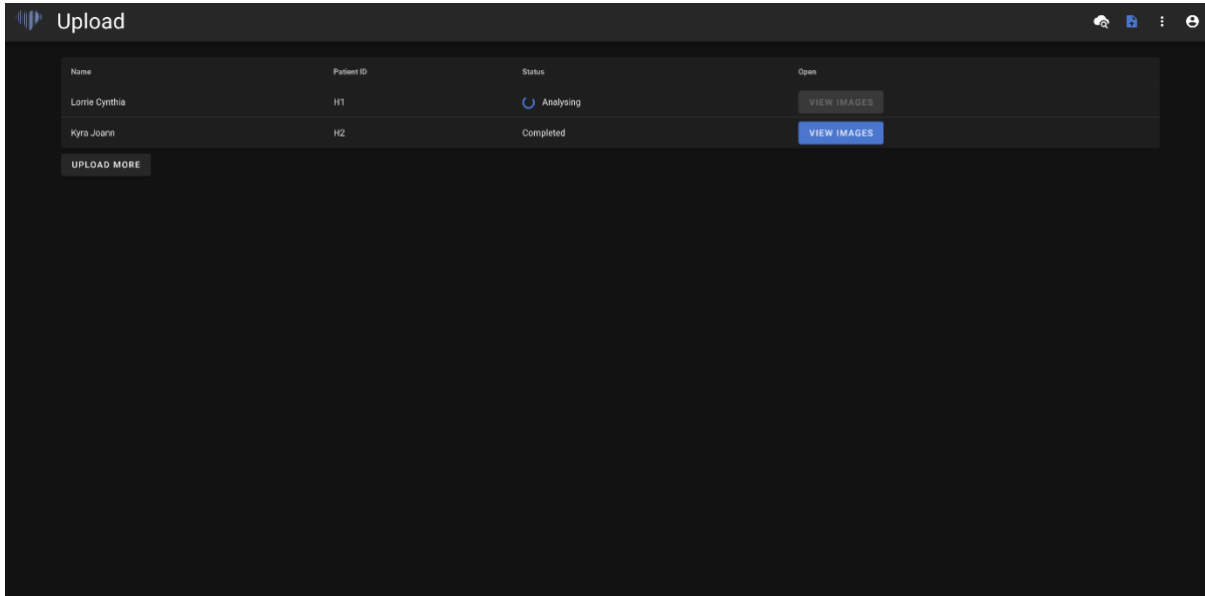 Upload
Name Patient ID Status Open
Lorrie Cynthia H1 Analysing VIEW IMAGES
Kyra Joann H2 Completed VIEW IMAGES
UPLOAD MORE